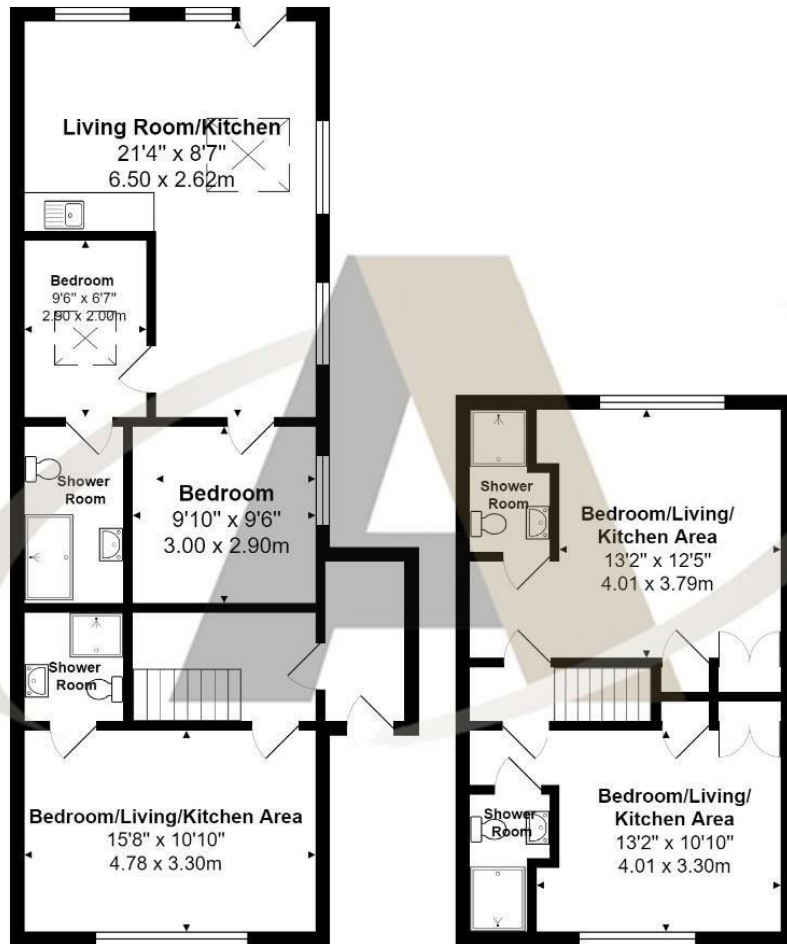 Living Room/Kitchen
21'4" x 8'7"
6.50 x 2.62m
Bedroom
9'6" x 6'7"
2.90 x 2.00m
Shower
Room
Bedroom
9'10" x 9'6"
3.00 x 2.90m
Shower
Room
Bedroom/Living/Kitchen Area
15'8" x 10'10"
4.78 x 3.30m
Shower
Room
Bedroom/Living/
Kitchen Area
13'2" x 12'5"
4.01 x 3.79m
Shower
Room
Bedroom/Living/
Kitchen Area
13'2" x 10'10"
4.01 x 3.30m
A